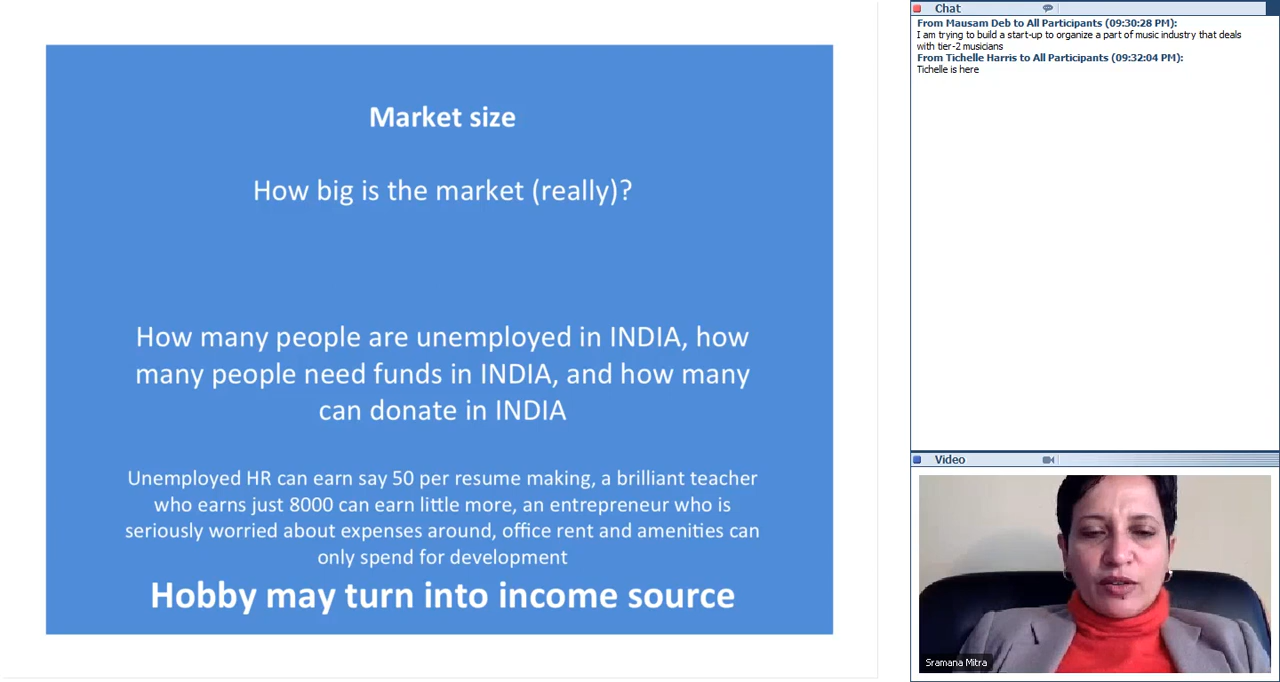 Market size
How big is the market (really)?
How many people are unemployed in INDIA, how
many people need funds in INDIA, and how many
can donate in INDIA
Unemployed HR can earn say 50 per resume making, a brilliant teacher
who earns just 8000 can earn little more, an entrepreneur who is
seriously worried about expenses around, office rent and amenities can
only spend for development
Hobby may turn into income source
Chat
From Mausam Deb to All Participants (09:30:28 PM):
I am trying to build a start-up to organize a part of music industry that deals
with tier-2 musicians
From Tichelle Harris to All Participants (09:32:04 PM):
Tichelle is here
Video
Sramana Mitra